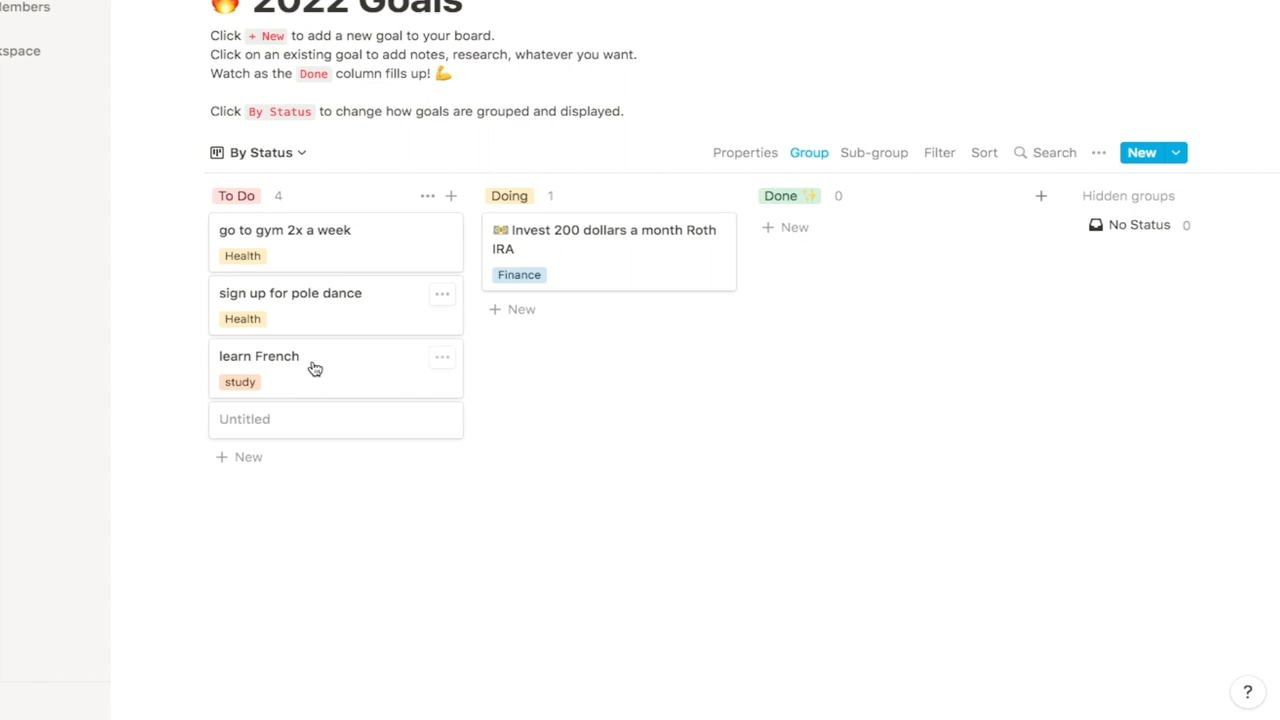 embers
🔥 2022 Goals
kspace
Click + New to add a new goal to your board.
Click on an existing goal to add notes, research, whatever you want.
Watch as the Done column fills up! 💪
Click By Status to change how goals are grouped and displayed.
By Status
Properties Group Sub-group Filter Sort Search ••• New
To Do 4 ••• +
Doing 1
Done ✨ 0 +
Hidden groups
go to gym 2x a week
Health
sign up for pole dance •••
Health
learn French •••
study
Untitled
+ New
💵 Invest 200 dollars a month Roth
IRA
Finance
+ New
+ New
No Status 0
?